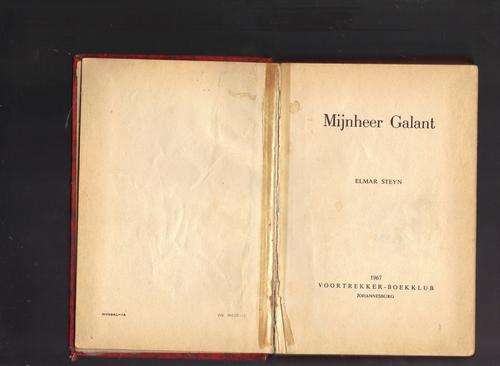 Mijnheer Galant
ELMAR STEYN
1967
VOORTREKKER-BOEKKLUB
JOHANNESBURG